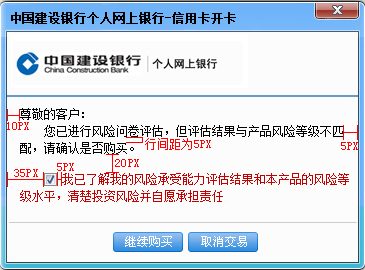 中国建设银行个人网上银行-信用卡开卡
中国建设银行
China Construction Bank
个人网上银行
尊敬的客户：
10PX
您已进行风险问卷评估，但评估结果与产品风险等级不匹
配，请确认是否购买。
行间距为5PX
5PX
20PX
5PX
35PX
我已了解我的风险承受能力评估结果和本产品的风险等
级水平，清楚投资风险并自愿承担责任
继续购买
取消交易